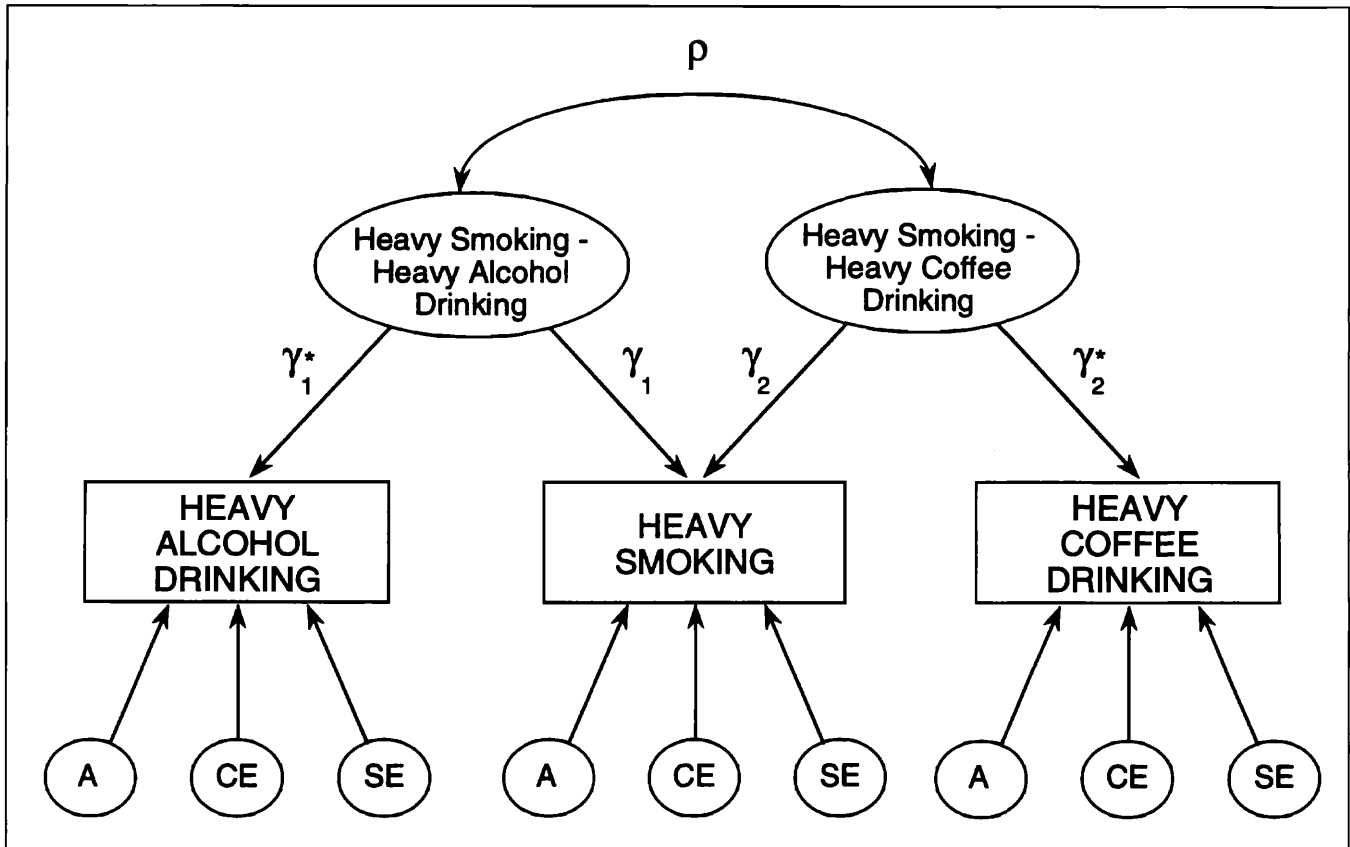 ρ
Heavy Smoking -
Heavy Alcohol
Drinking
Heavy Smoking -
Heavy Coffee
Drinking
γ*1
γ1
γ2
γ*2
HEAVY
ALCOHOL
DRINKING
HEAVY
SMOKING
HEAVY
COFFEE
DRINKING
A
CE
SE
A
CE
SE
A
CE
SE